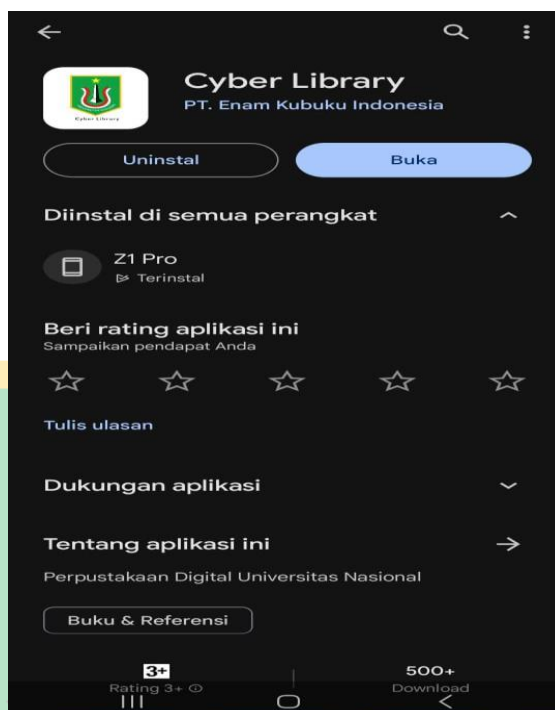 Cyber Library
PT. Enam Kubuku Indonesia
Cyber Library
Uninstal
Buka
Diinstal di semua perangkat
Z1 Pro
Terinstal
Beri rating aplikasi ini
Sampaikan pendapat Anda
Tulis ulasan
Dukungan aplikasi
Tentang aplikasi ini
Perpustakaan Digital Universitas Nasional
Buku & Referensi
3+
500+
Rating 3+
Download